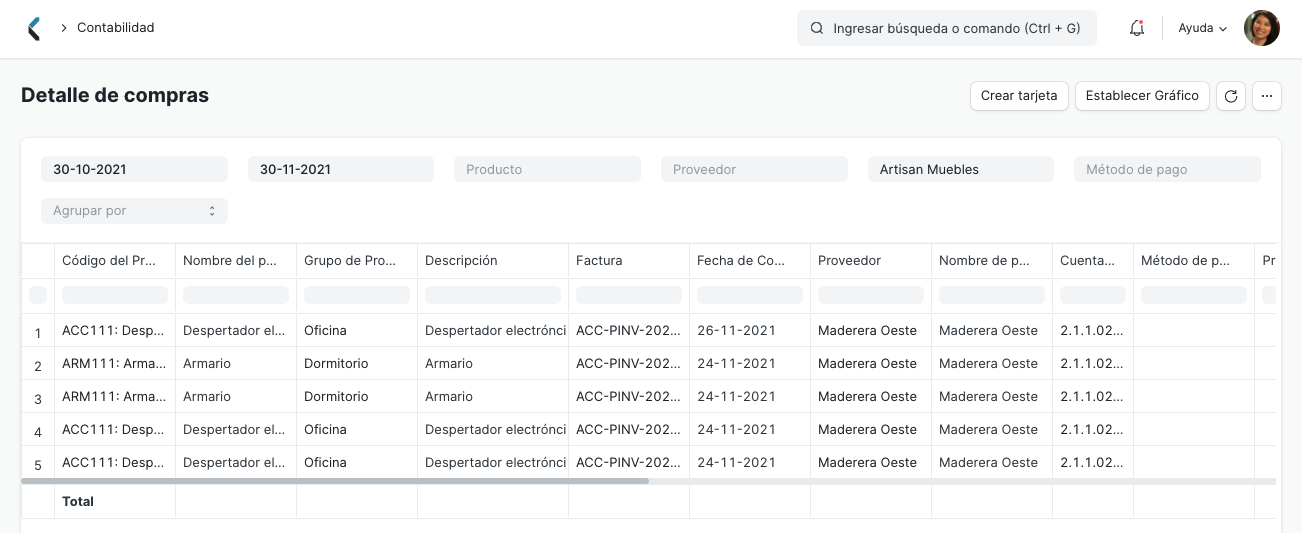 Contabilidad
Ingresar búsqueda o comando (Ctrl + G)
Ayuda
Detalle de compras
Crear tarjeta
Establecer Gráfico
30-10-2021
30-11-2021
Producto
Proveedor
Artisan Muebles
Método de pago
Agrupar por
Código del Pr... Nombre del p... Grupo de Pro... Descripción Factura Fecha de Co... Proveedor Nombre de p... Cuenta... Método de p... Pr
1 ACC111: Desp... Despertador el... Oficina Despertador electrónci ACC-PINV-202... 26-11-2021 Maderera Oeste Maderera Oeste 2.1.1.02...
2 ARM111: Arma... Armario Dormitorio Armario ACC-PINV-202... 24-11-2021 Maderera Oeste Maderera Oeste 2.1.1.02...
3 ARM111: Arma... Armario Dormitorio Armario ACC-PINV-202... 24-11-2021 Maderera Oeste Maderera Oeste 2.1.1.02...
4 ACC111: Desp... Despertador el... Oficina Despertador electrónci ACC-PINV-202... 24-11-2021 Maderera Oeste Maderera Oeste 2.1.1.02...
5 ACC111: Desp... Despertador el... Oficina Despertador electrónci ACC-PINV-202... 24-11-2021 Maderera Oeste Maderera Oeste 2.1.1.02...
Total